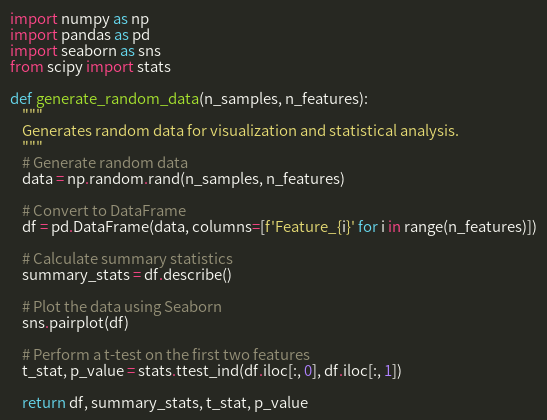 import numpy as np
import pandas as pd
import seaborn as sns
from scipy import stats

def generate_random_data(n_samples, n_features):
    """
    Generates random data for visualization and statistical analysis.
    """
    # Generate random data
    data = np.random.rand(n_samples, n_features)

    # Convert to DataFrame
    df = pd.DataFrame(data, columns=[f'Feature_{i}' for i in range(n_features)])

    # Calculate summary statistics
    summary_stats = df.describe()

    # Plot the data using Seaborn
    sns.pairplot(df)

    # Perform a t-test on the first two features
    t_stat, p_value = stats.ttest_ind(df.iloc[:, 0], df.iloc[:, 1])

    return df, summary_stats, t_stat, p_value